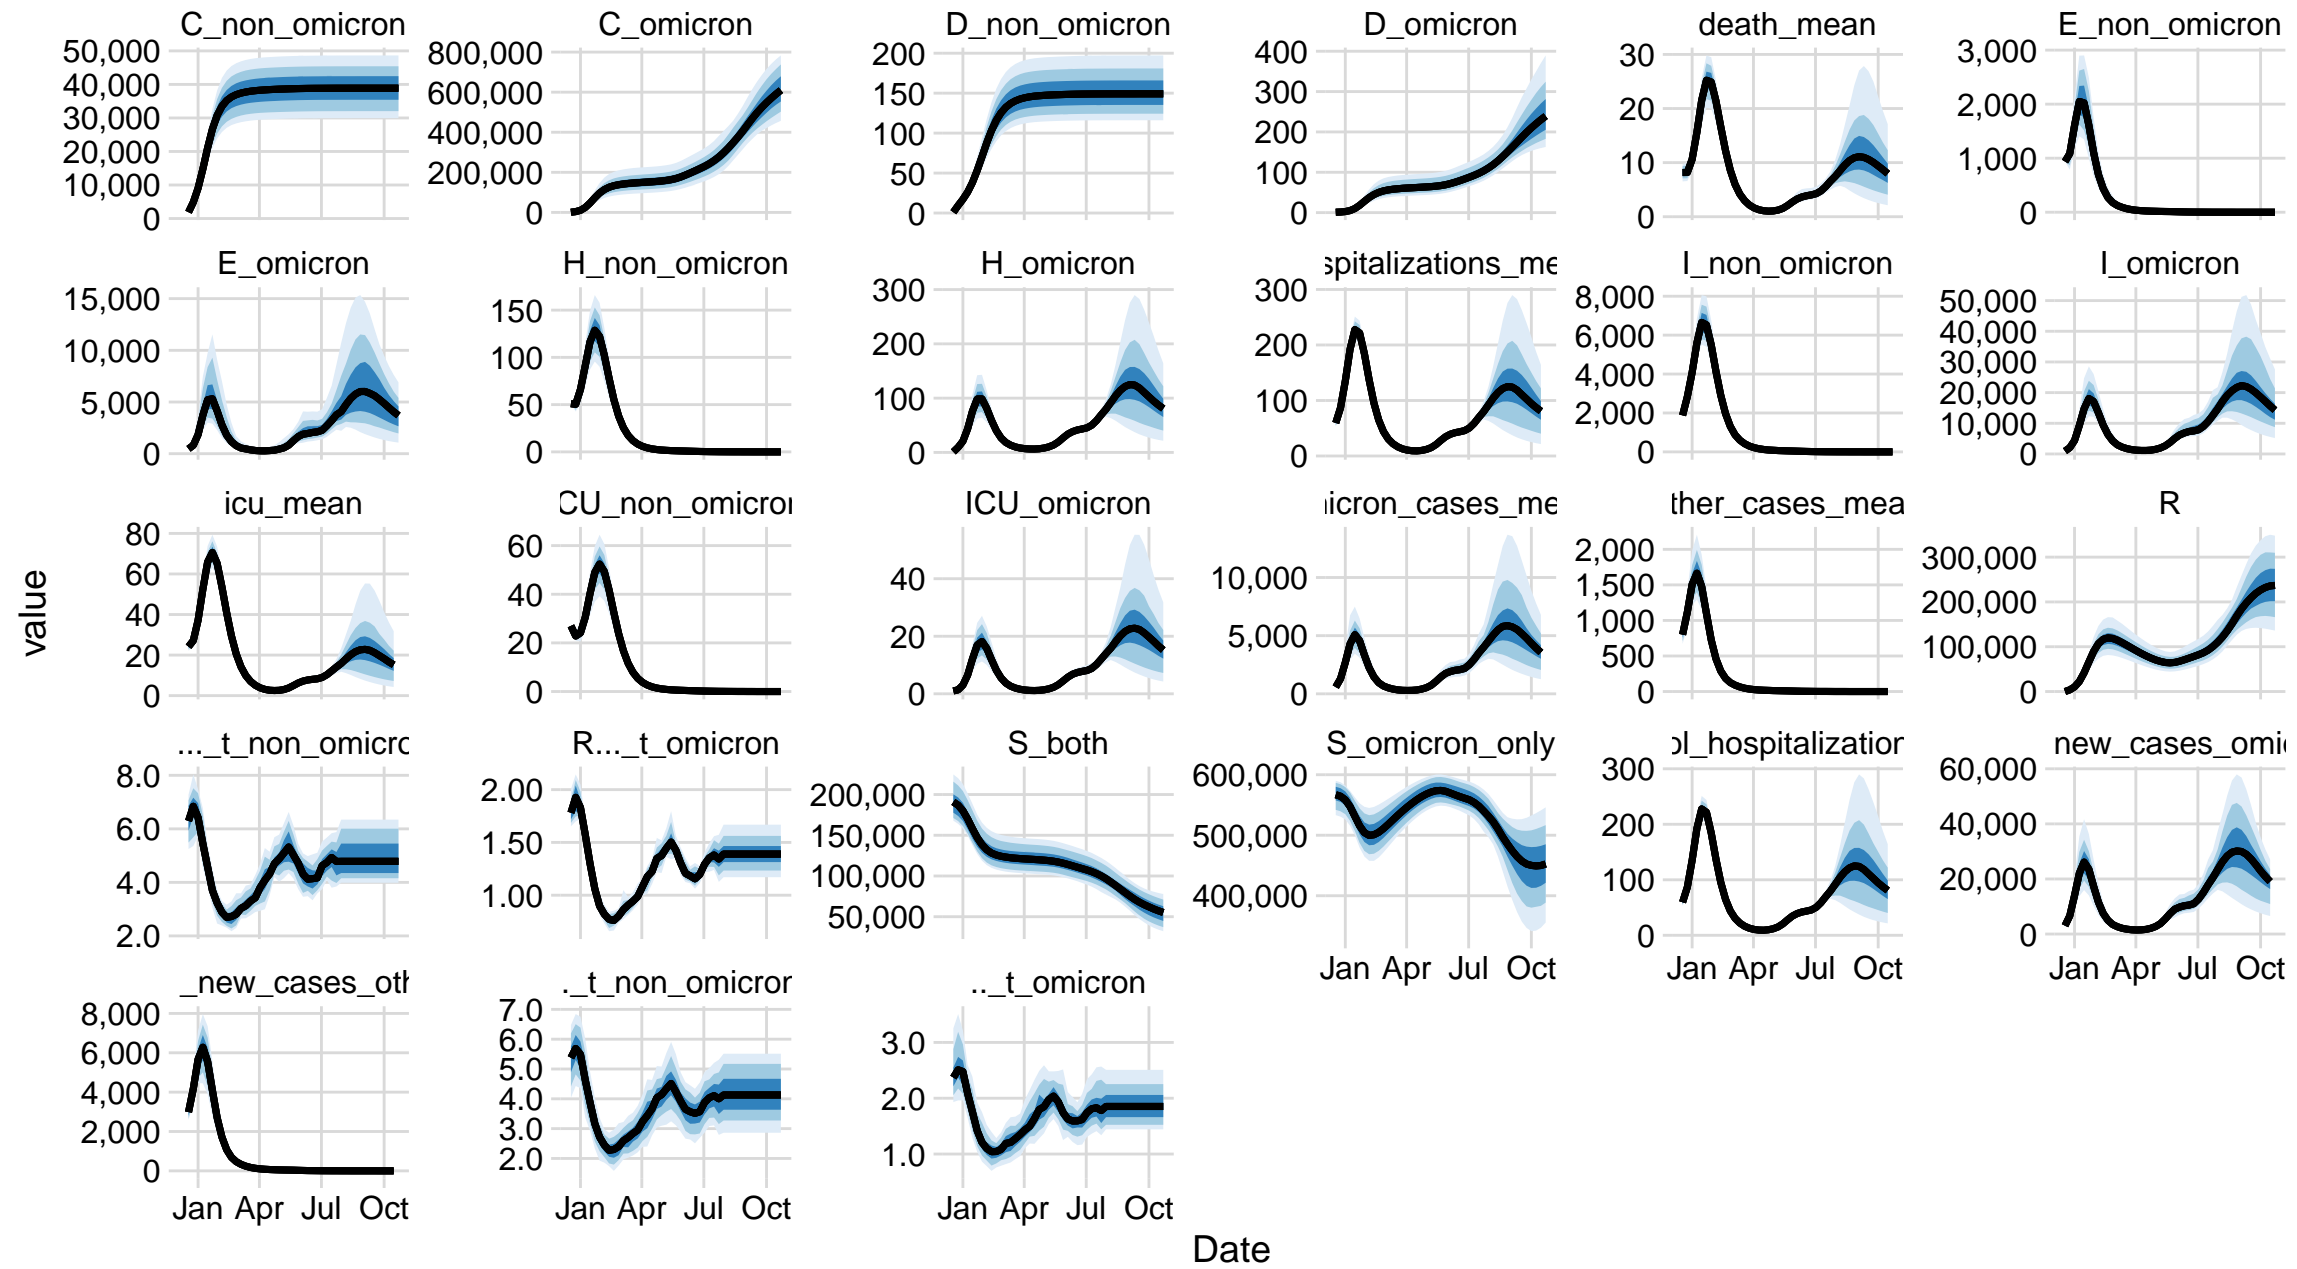 C_non_omicron C_omicron D_non_omicron D_omicron death_mean E_non_omicron
50,000 800,000 200 400 30 3,000
40,000 600,000 150 300 20 2,000
30,000 400,000 100 200 10 1,000
20,000 200,000 50 100 0 0
10,000 0 0 0
0
E_omicron H_non_omicron H_omicron spitalizations_me I_non_omicron I_omicron
15,000 150 300 300 8,000 50,000
10,000 100 200 200 6,000 40,000
5,000 50 100 100 4,000 30,000
0 0 0 0 2,000 20,000
0 10,000
0
icu_mean CU_non_omicron ICU_omicron icron_cases_me ther_cases_mea R
80 60 40 10,000 2,000 300,000
60 40 20 5,000 1,500 200,000
40 20 0 0 1,000 100,000
20 0 500 0
0 0
value
..._t_non_omicro R..._t_omicron S_both S_omicron_only ol_hospitalization new_cases_omi
8.0 2.00 200,000 600,000 300 60,000
6.0 1.50 150,000 500,000 200 40,000
4.0 1.00 100,000 400,000 100 20,000
2.0 50,000 0 0
Jan Apr Jul Oct Jan Apr Jul Oct Jan Apr Jul Oct
_new_cases_oth ._t_non_omicron .._t_omicron
8,000 7.0 3.0
6,000 6.0 2.0
4,000 5.0 1.0
2,000 4.0
0 3.0
2.0
Jan Apr Jul Oct Jan Apr Jul Oct Jan Apr Jul Oct
Date